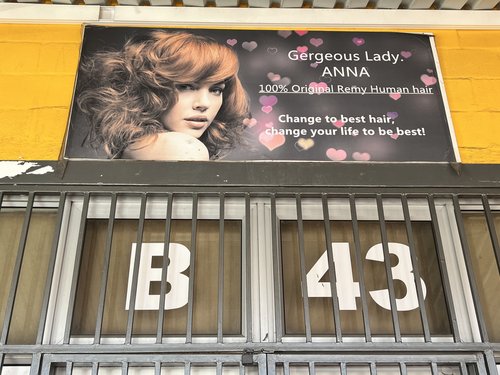 Gergeous Lady.
ANNA
100% Original Remy Human hair
Change to best hair,
change your life to be best!
B 43